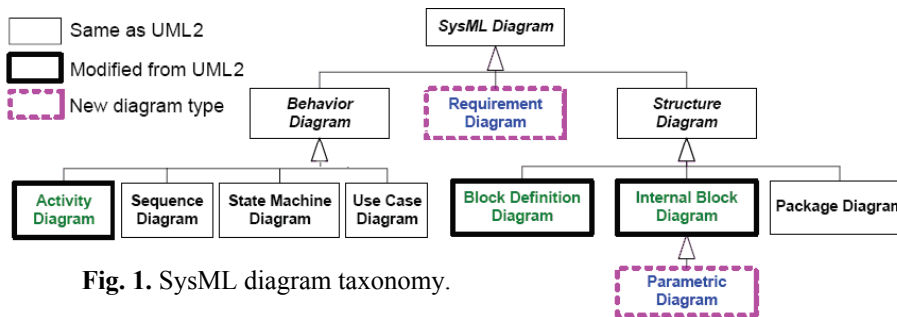 Same as UML2
Modified from UML2
New diagram type
SysML Diagram
Behavior
Diagram
Requirement
Diagram
Structure
Diagram
Activity
Diagram
Sequence
Diagram
State Machine
Diagram
Use Case
Diagram
Block Definition
Diagram
Internal Block
Diagram
Package Diagram
Parametric
Diagram
Fig. 1. SysML diagram taxonomy.